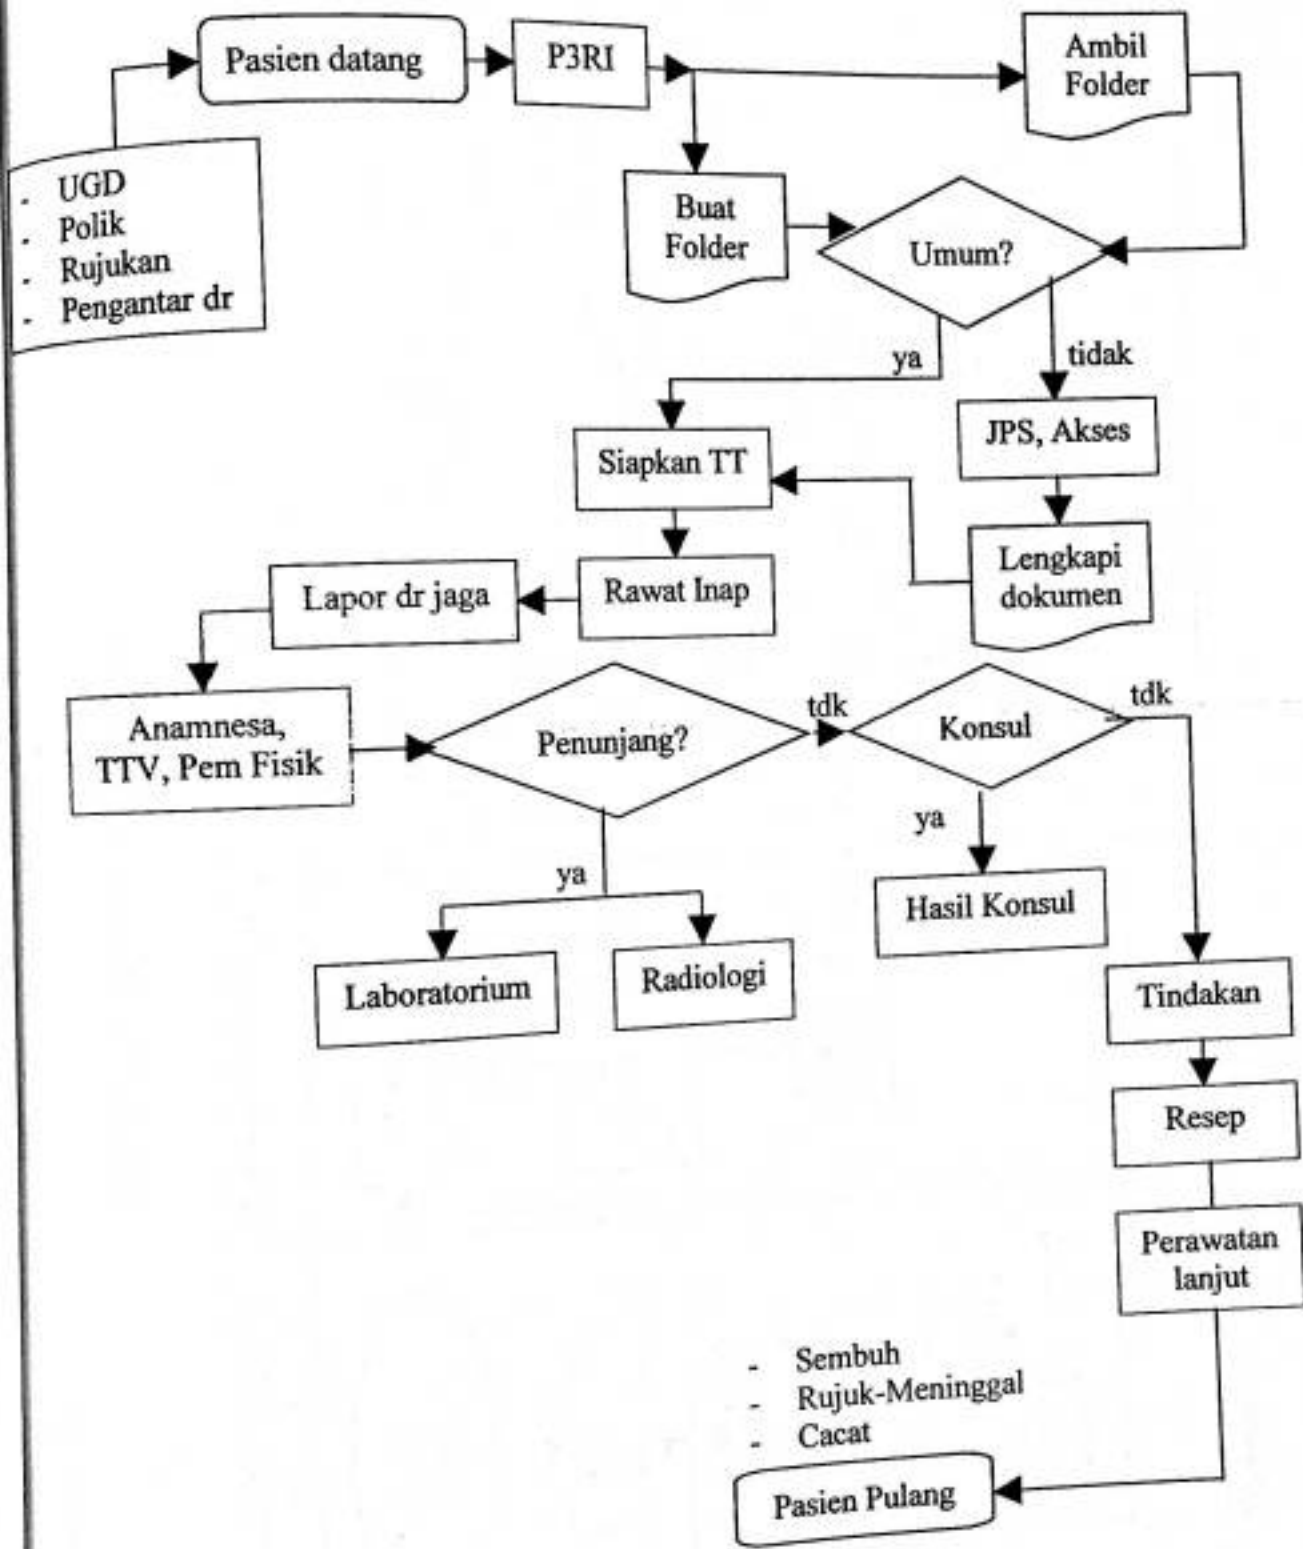 Pasien datang
P3RI
Ambil
Folder
- UGD
- Polik
- Rujukan
- Pengantar dr
Buat
Folder
Umum?
ya
tidak
Siapkan TT
JPS, Akses
Lengkapi
dokumen
Rawat Inap
Lapor dr jaga
Anamnesa,
TTV, Pem Fisik
Penunjang?
tdk
Konsul
tdk
ya
ya
Hasil Konsul
Laboratorium
Radiologi
Tindakan
Resep
Perawatan
lanjut
- Sembuh
- Rujuk-Meninggal
- Cacat
Pasien Pulang